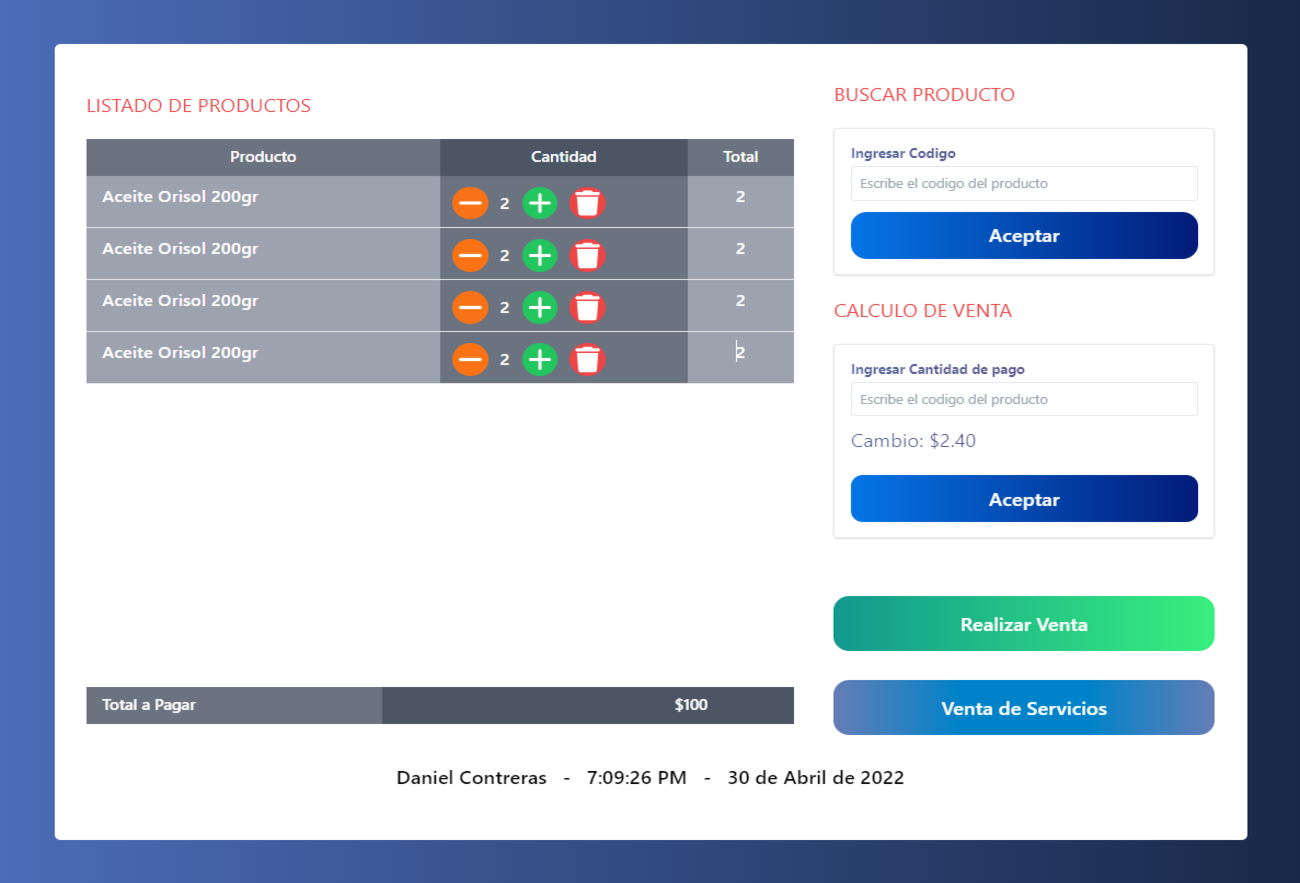 LISTADO DE PRODUCTOS
Producto Cantidad Total
Aceite Orisol 200gr 2 2
Aceite Orisol 200gr 2 2
Aceite Orisol 200gr 2 2
Aceite Orisol 200gr 2 2
Total a Pagar $100
BUSCAR PRODUCTO
Ingresar Codigo
Escribe el codigo del producto
Aceptar
CALCULO DE VENTA
Ingresar Cantidad de pago
Escribe el codigo del producto
Cambio: $2.40
Aceptar
Realizar Venta
Venta de Servicios
Daniel Contreras - 7:09:26 PM - 30 de Abril de 2022